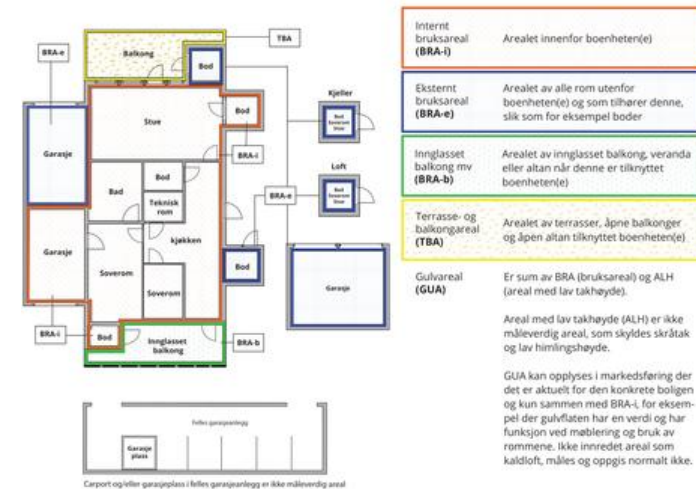 TBA
BRA-e
Balkong
Bod
Kjeller
Bod
Soverom
Stue
Stue
Bod
Garasje
BRA-i
Loft
Bod
Soverom
Stue
Bad
Bod
Teknisk
rom
BRA-e
kjøkken
Garasje
Soverom
Bod
Garasje
Soverom
BRA-i
Bod
Innglasset
balkong
BRA-b
Felles garasjeanlegg
Garasje
plass
Carport og/eller garasjeplass i felles garasjeanlegg er ikke måleverdig areal
Internt
bruksareal
(BRA-i)
Arealet innenfor boenheten(e)
Eksternt
bruksareal
(BRA-e)
Arealet av alle rom utenfor
boenheten(e) og som tilhører denne,
slik som for eksempel boder
Innglasset
balkong mv
(BRA-b)
Arealet av innglasset balkong, veranda
eller altan når denne er tilknyttet
boenheten(e)
Terrasse- og
balkongareal
(TBA)
Arealet av terrasser, åpne balkonger
og åpen altan tilknyttet boenheten(e)
Gulvareal
(GUA)
Er sum av BRA (bruksareal) og ALH
(areal med lav takhøyde).
Areal med lav takhøyde (ALH) er ikke
måleverdig areal, som skyldes skråtak
og lav himlingshøyde.
GUA kan opplyses i markedsføring der
det er aktuelt for den konkrete boligen
og kun sammen med BRA-i, for eksem-
pel der gulvflaten har en verdi og har
funksjon ved møblering og bruk av
rommene. Ikke innredet areal som
kaldloft, måles og oppgis normalt ikke.